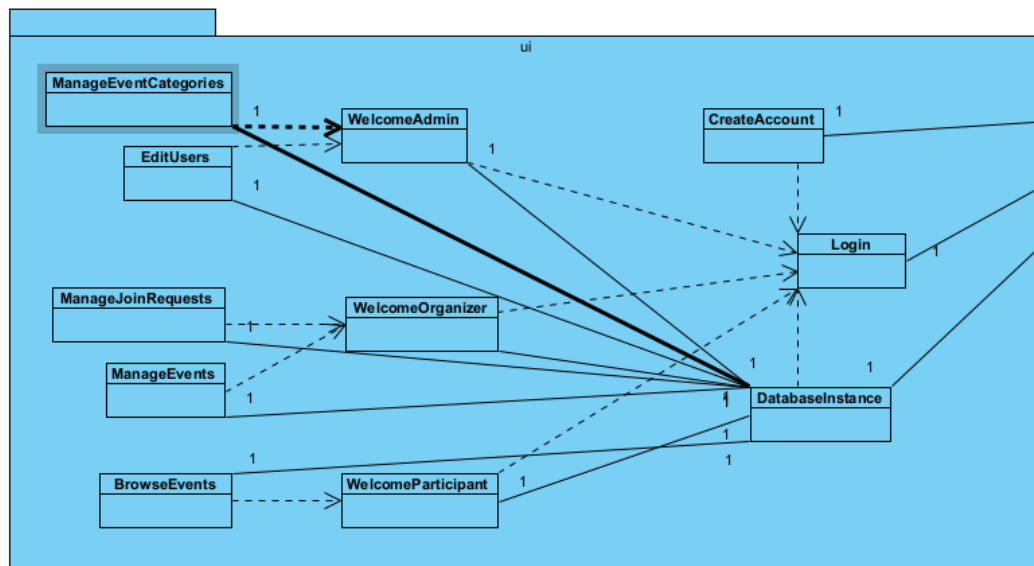 ui
ManageEventCategories
1
WelcomeAdmin
CreateAccount
1
EditUsers
1
1
Login
1
ManageJoinRequests
1
WelcomeOrganizer
ManageEvents
1
1
1
DatabaseInstance
1
1
1
BrowseEvents
1
WelcomeParticipant
1
1